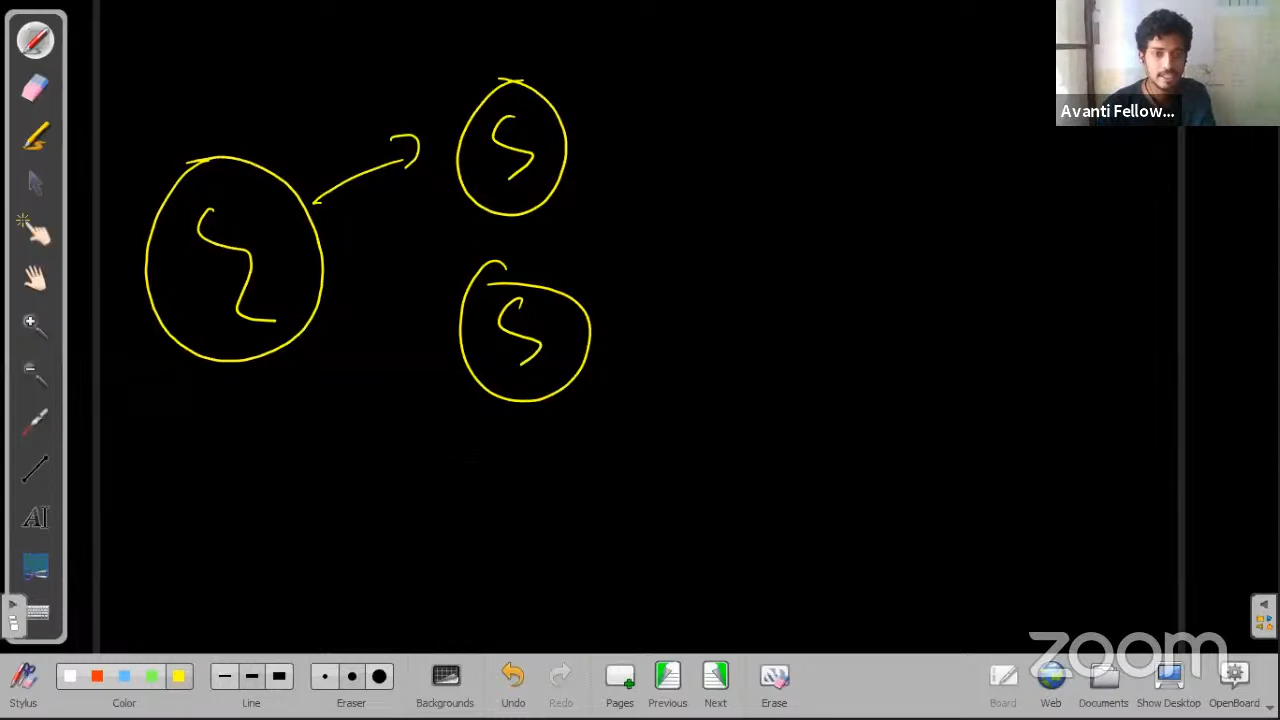 Avanti Fellow...
zoom
Stylus
Color
Line
Eraser
Backgrounds
Undo
Redo
Pages
Previous
Next
Erase
Board
Web
Documents
Show Desktop
OpenBoard
AI